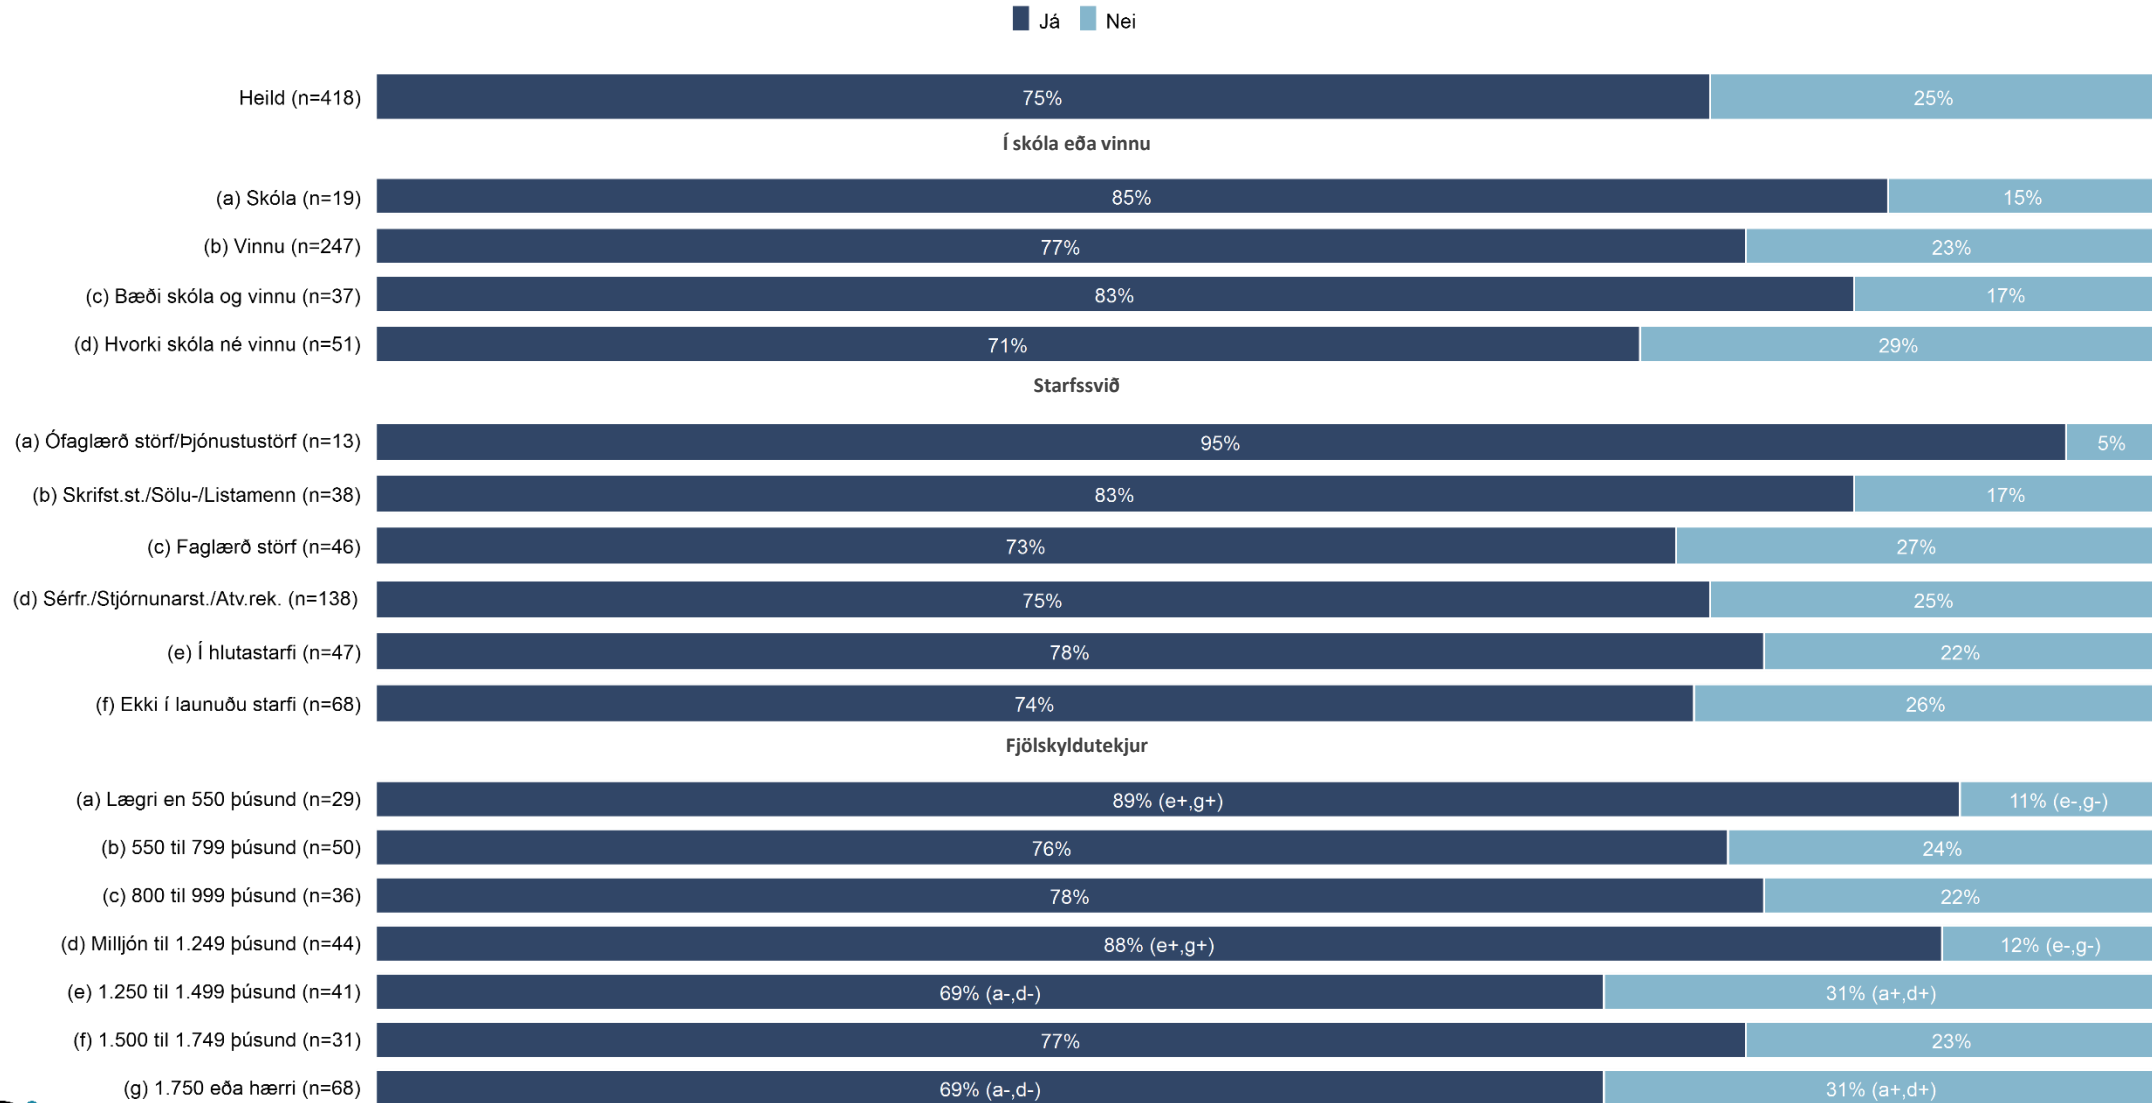 Já Nei
Heild (n=418) 75% 25%
Í skóla eða vinnu
(a) Skóla (n=19) 85% 15%
(b) Vinnu (n=247) 77% 23%
(c) Bæði skóla og vinnu (n=37) 83% 17%
(d) Hvorki skóla né vinnu (n=51) 71% 29%
Starfssvið
(a) Ófaglærð störf/Þjónustustörf (n=13) 95% 5%
(b) Skrifst.st./Sölu-/Listamenn (n=38) 83% 17%
(c) Faglærð störf (n=46) 73% 27%
(d) Sérfr./Stjórnunarst./Atv.rek. (n=138) 75% 25%
(e) Í hlutastarfi (n=47) 78% 22%
(f) Ekki í launuðu starfi (n=68) 74% 26%
Fjölskyldutekjur
(a) Lægri en 550 þúsund (n=29) 89% (e+,g+) 11% (e-,g-)
(b) 550 til 799 þúsund (n=50) 76% 24%
(c) 800 til 999 þúsund (n=36) 78% 22%
(d) Milljón til 1.249 þúsund (n=44) 88% (e+,g+) 12% (e-,g-)
(e) 1.250 til 1.499 þúsund (n=41) 69% (a-,d-) 31% (a+,d+)
(f) 1.500 til 1.749 þúsund (n=31) 77% 23%
(g) 1.750 eða hærri (n=68) 69% (a-,d-) 31% (a+,d+)